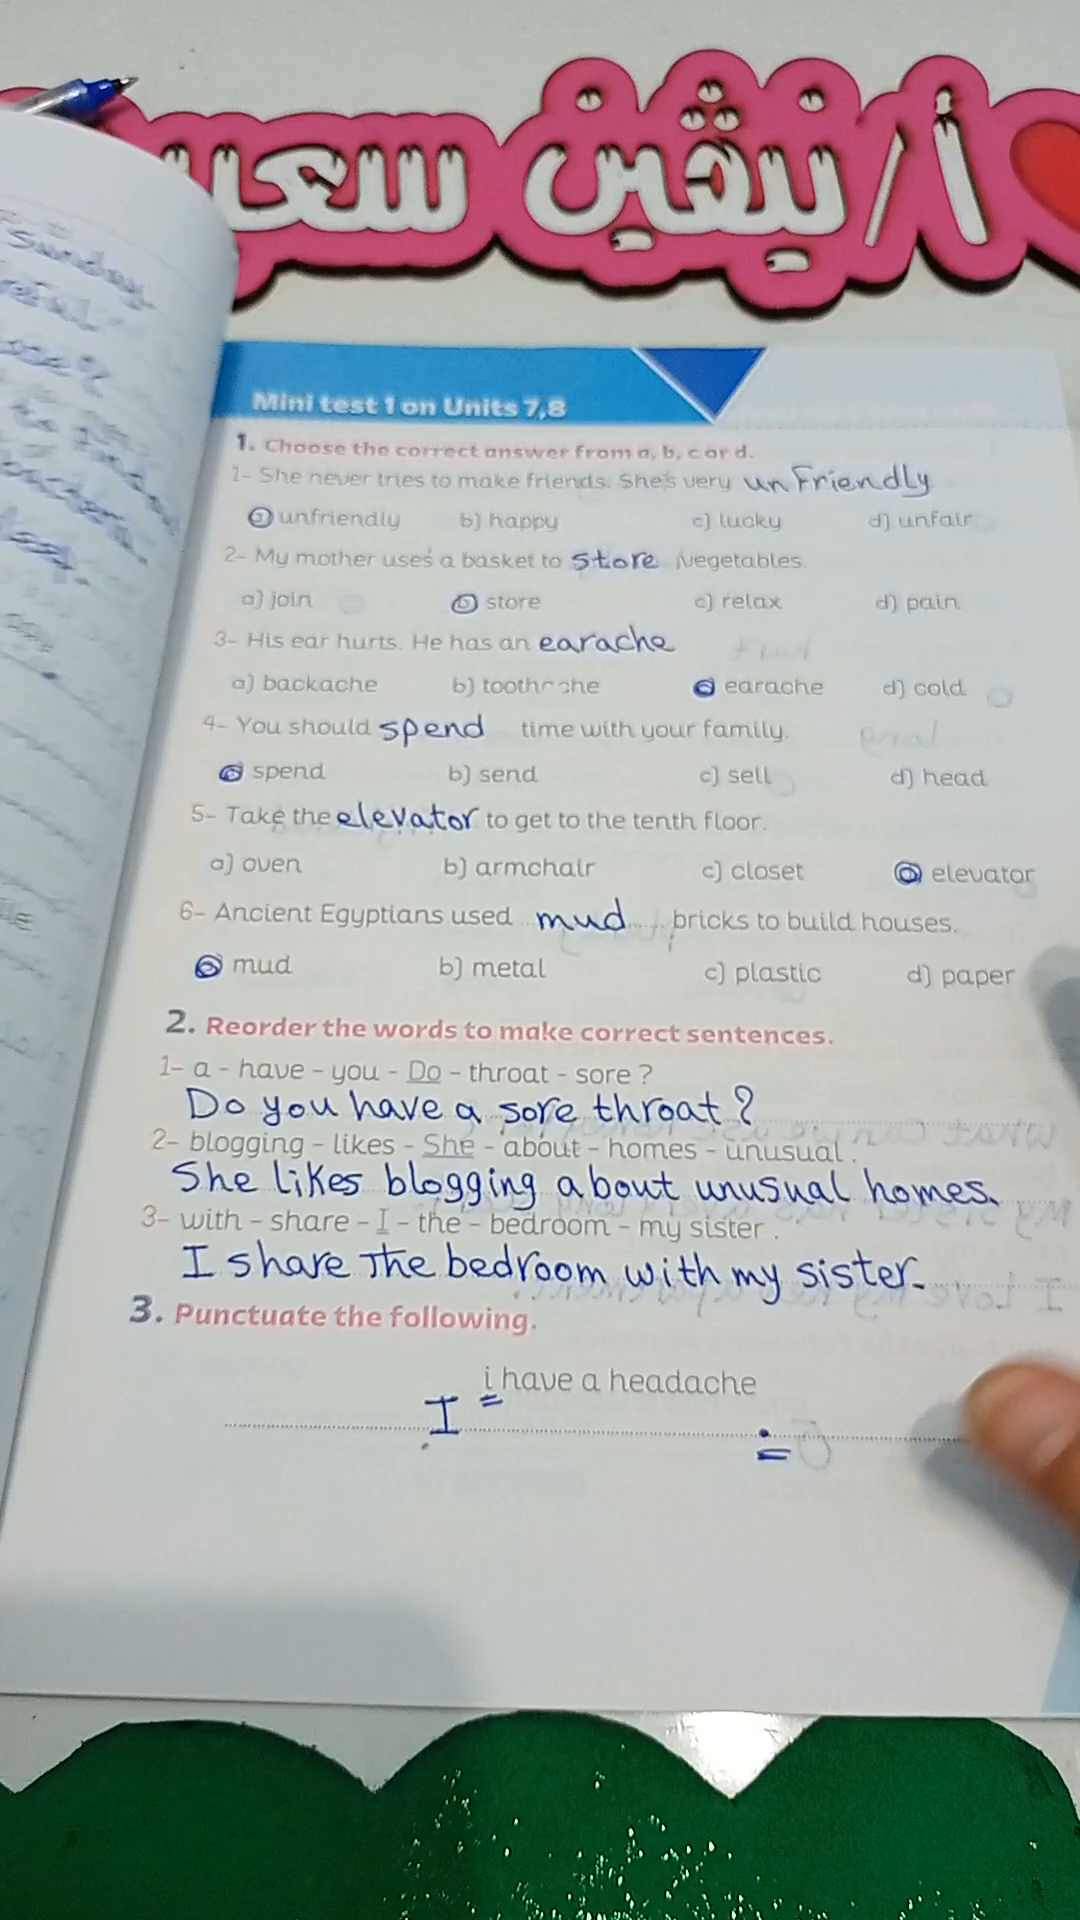 أ/ نيڤين سعيد
Sunday.
Mini test 1 on Units 7,8
1. Choose the correct answer from a, b, c or d.
1- She never tries to make friends. She's very unfriendly
a) unfriendly b) happy c) lucky d) unfair
2- My mother uses a basket to store vegetables.
a) join b) store c) relax d) pain
3- His ear hurts. He has an earache
a) backache b) toothache c) earache d) cold
4- You should spend time with your family.
a) spend b) send c) sell d) head
5- Take the elevator to get to the tenth floor.
a) oven b) armchair c) closet d) elevator
6- Ancient Egyptians used mud bricks to build houses.
a) mud b) metal c) plastic d) paper
2. Reorder the words to make correct sentences.
1- a - have - you - Do - throat - sore ?
Do you have a sore throat?
2- blogging - likes - She - about - homes - unusual .
She likes blogging about unusual homes.
3- with - share - I - the - bedroom - my sister .
I share the bedroom with my sister.
3. Punctuate the following.
i have a headache
I .